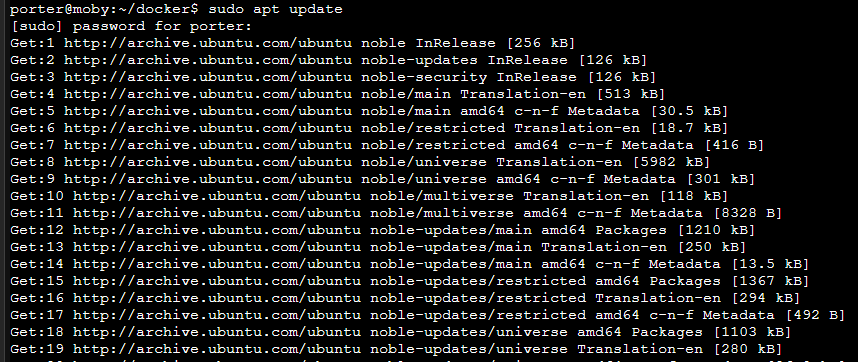 porter@moby:~/docker$ sudo apt update
[sudo] password for porter:
Get:1 http://archive.ubuntu.com/ubuntu noble InRelease [256 kB]
Get:2 http://archive.ubuntu.com/ubuntu noble-updates InRelease [126 kB]
Get:3 http://archive.ubuntu.com/ubuntu noble-security InRelease [126 kB]
Get:4 http://archive.ubuntu.com/ubuntu noble/main Translation-en [513 kB]
Get:5 http://archive.ubuntu.com/ubuntu noble/main amd64 c-n-f Metadata [30.5 kB]
Get:6 http://archive.ubuntu.com/ubuntu noble/restricted Translation-en [18.7 kB]
Get:7 http://archive.ubuntu.com/ubuntu noble/restricted amd64 c-n-f Metadata [416 B]
Get:8 http://archive.ubuntu.com/ubuntu noble/universe Translation-en [5982 kB]
Get:9 http://archive.ubuntu.com/ubuntu noble/universe amd64 c-n-f Metadata [301 kB]
Get:10 http://archive.ubuntu.com/ubuntu noble/multiverse Translation-en [118 kB]
Get:11 http://archive.ubuntu.com/ubuntu noble/multiverse amd64 c-n-f Metadata [8328 B]
Get:12 http://archive.ubuntu.com/ubuntu noble-updates/main amd64 Packages [1210 kB]
Get:13 http://archive.ubuntu.com/ubuntu noble-updates/main Translation-en [250 kB]
Get:14 http://archive.ubuntu.com/ubuntu noble-updates/main amd64 c-n-f Metadata [13.5 kB]
Get:15 http://archive.ubuntu.com/ubuntu noble-updates/restricted amd64 Packages [1367 kB]
Get:16 http://archive.ubuntu.com/ubuntu noble-updates/restricted Translation-en [294 kB]
Get:17 http://archive.ubuntu.com/ubuntu noble-updates/restricted amd64 c-n-f Metadata [492 B]
Get:18 http://archive.ubuntu.com/ubuntu noble-updates/universe amd64 Packages [1103 kB]
Get:19 http://archive.ubuntu.com/ubuntu noble-updates/universe Translation-en [280 kB]